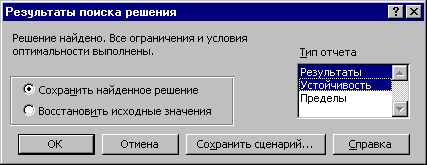 Результаты поиска решения
Решение найдено. Все ограничения и условия
оптимальности выполнены.
Тип отчета
Результаты
Устойчивость
Пределы
Сохранить найденное решение
Восстановить исходные значения
OK
Отмена
Сохранить сценарий...
Справка